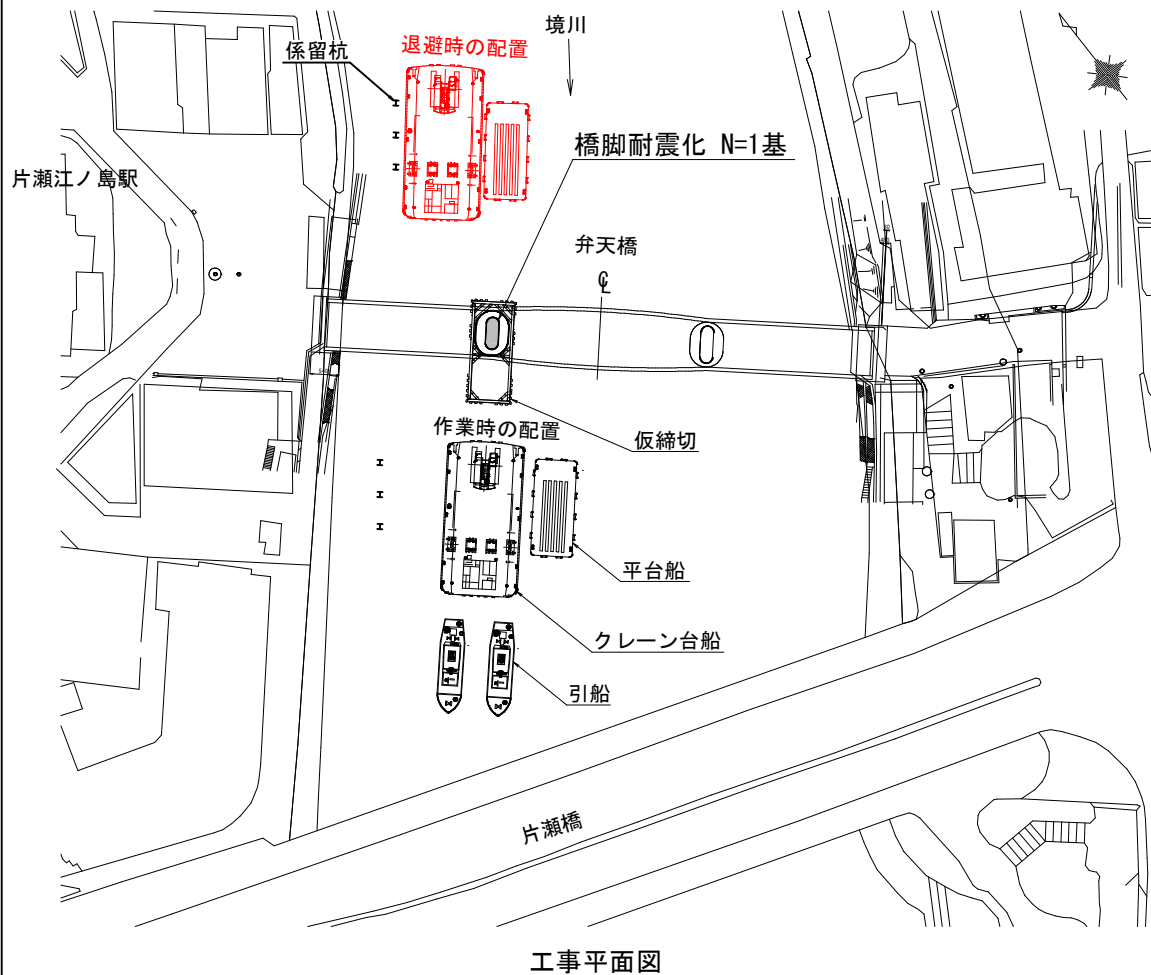 境川
退避時の配置
係留杭
橋脚耐震化 N=1基
片瀬江ノ島駅
弁天橋
℄
作業時の配置
仮締切
平台船
クレーン台船
引船
片瀬橋
工事平面図